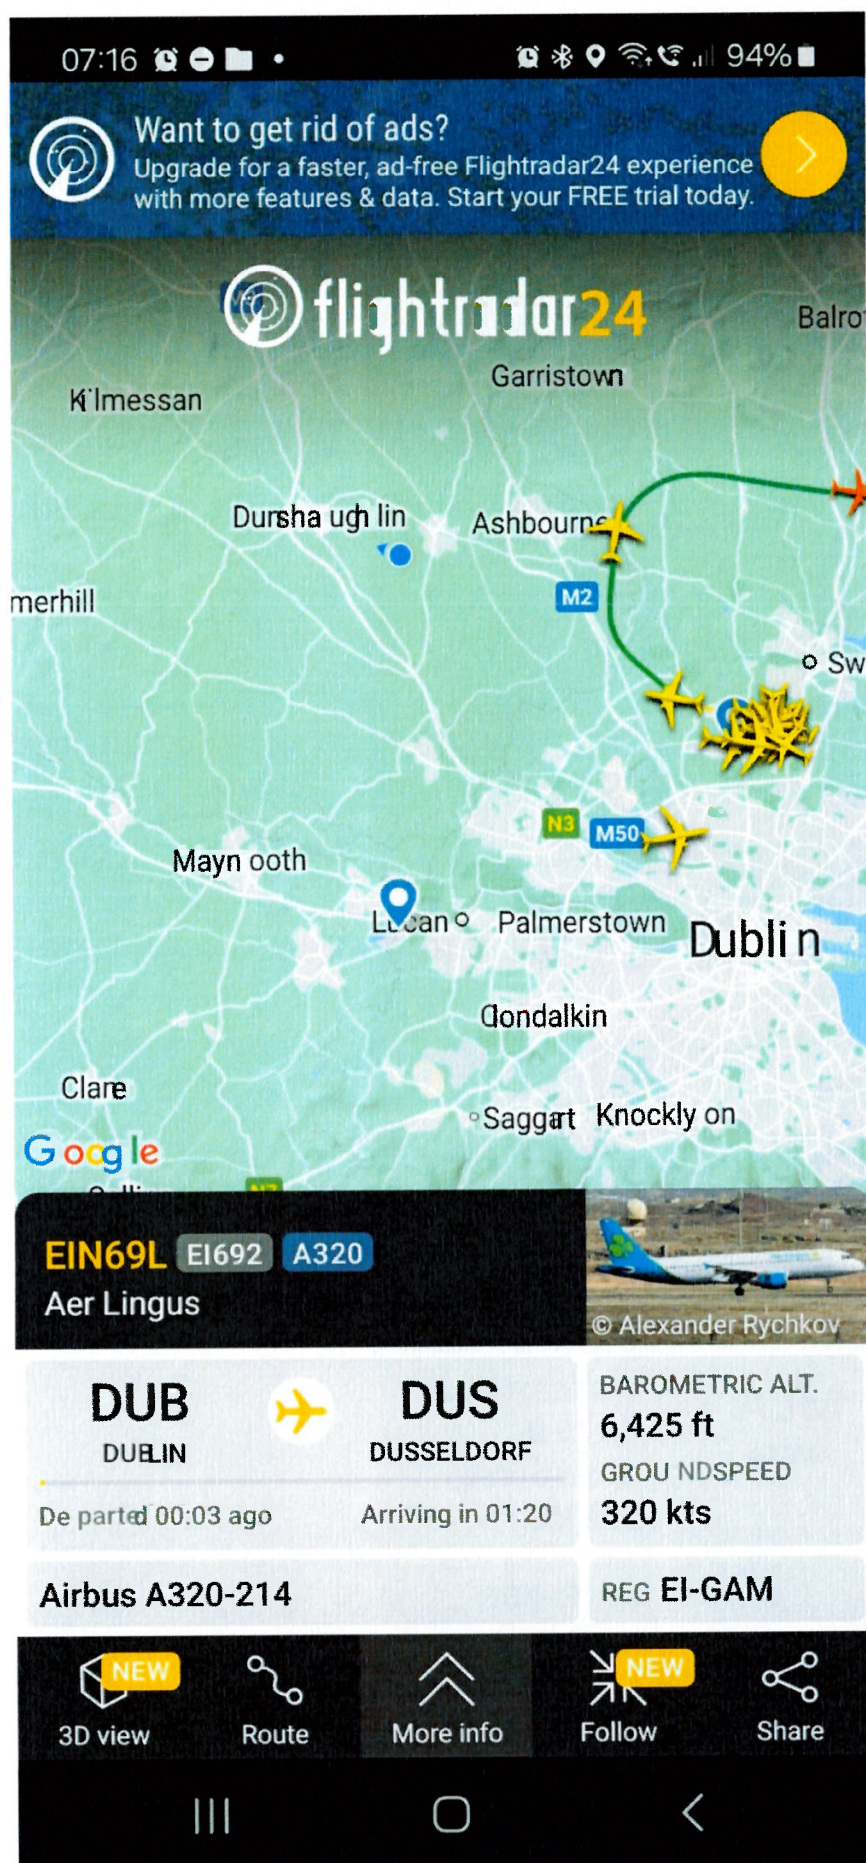 07:16
94%
Want to get rid of ads?
Upgrade for a faster, ad-free Flightradar24 experience
with more features & data. Start your FREE trial today.
flightradar24
Balro
Garristown
Kilmessan
Dunshaughlin
Ashbourne
merhill
M2
Sw
N3
M50
Maynooth
Lucan
Palmerstown
Dublin
Clondalkin
Clane
Saggart
Knocklyon
Google
N7
EIN69L EI692 A320
Aer Lingus
© Alexander Rychkov
DUB
DUBLIN
DUS
DUSSELDORF
Departed 00:03 ago
Arriving in 01:20
BAROMETRIC ALT.
6,425 ft
GROUNDSPEED
320 kts
Airbus A320-214
REG EI-GAM
NEW
3D view
Route
More info
NEW
Follow
Share